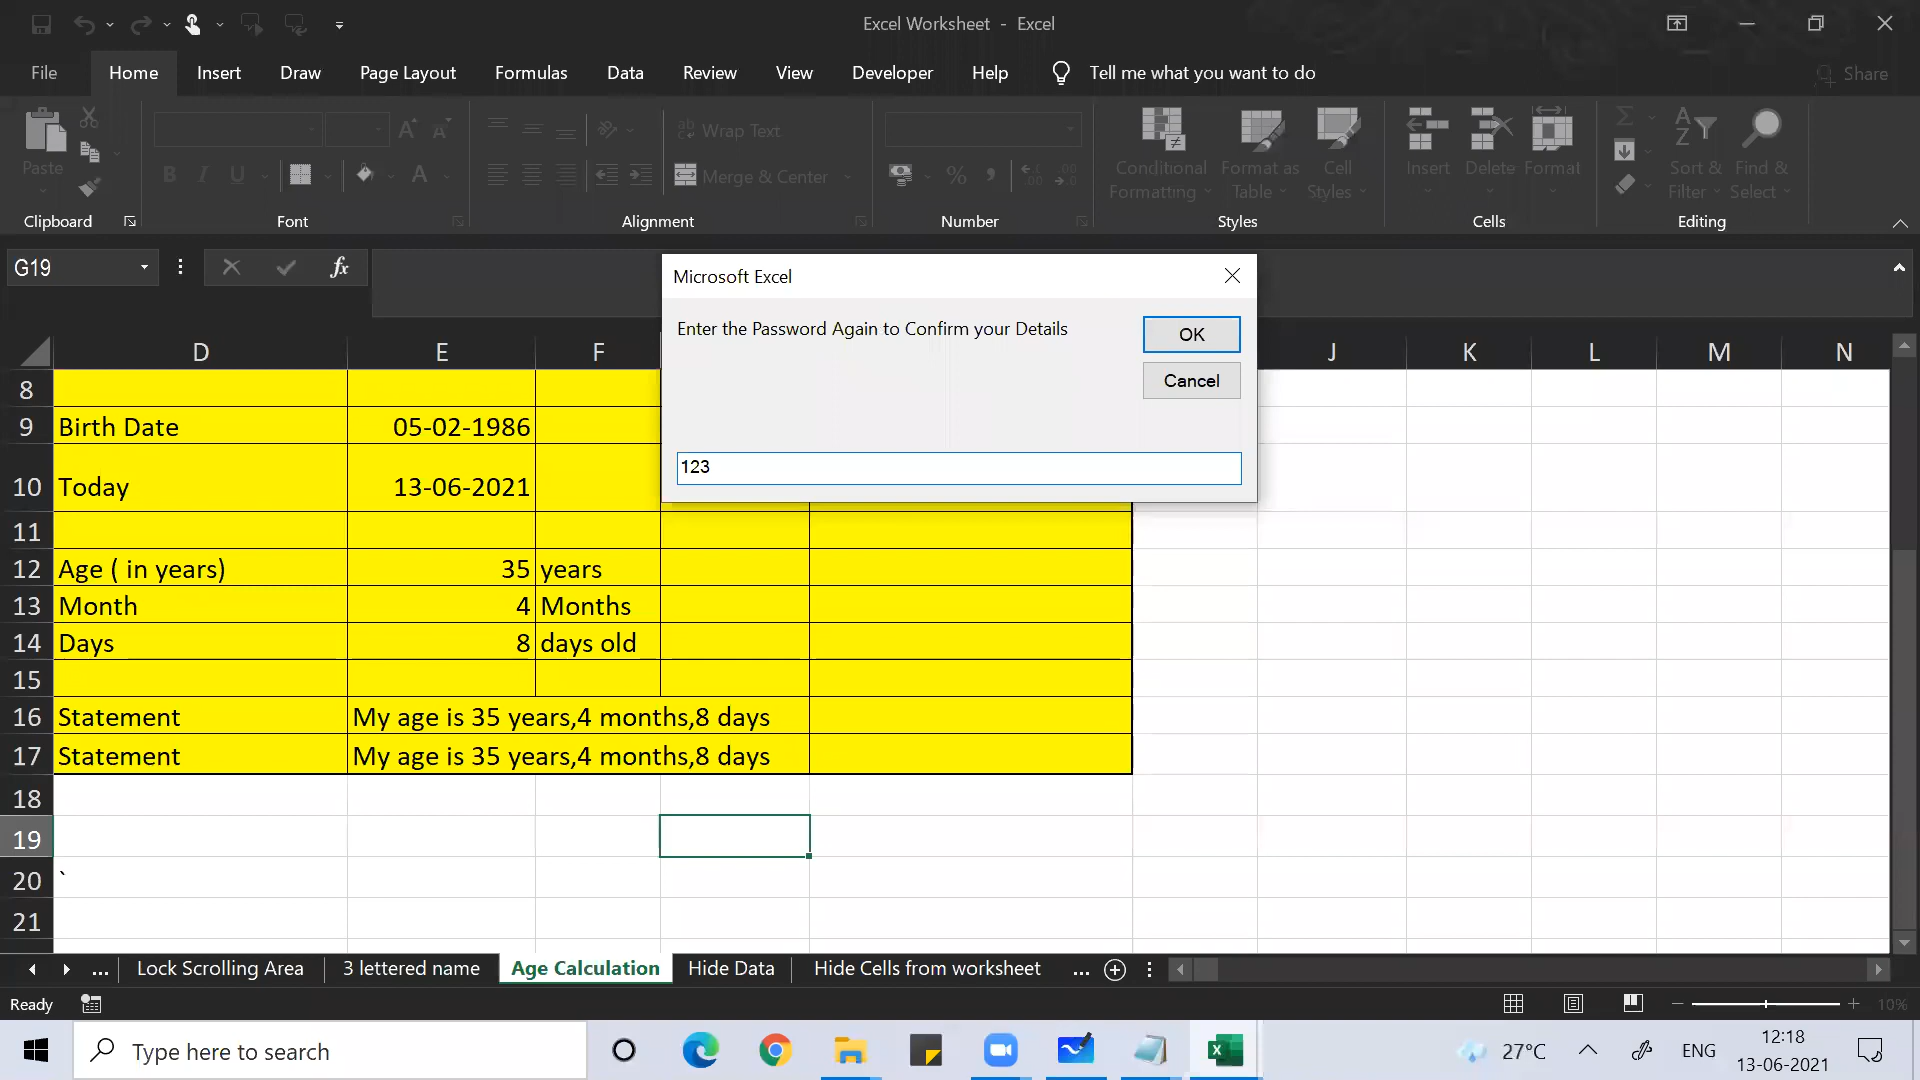 Excel Worksheet - Excel
File Home Insert Draw Page Layout Formulas Data Review View Developer Help Tell me what you want to do Share
Paste
B I U A
ab Wrap Text
Merge & Center
% ,
Conditional Formatting
Format as Table
Cell Styles
Insert
Delete
Format
Sort & Filter
Find & Select
Clipboard Font Alignment Number Styles Cells Editing
G19 fx
Microsoft Excel
Enter the Password Again to Confirm your Details
OK
Cancel
123
D E F J K L M N
8
9 Birth Date 05-02-1986
10 Today 13-06-2021
11
12 Age ( in years) 35 years
13 Month 4 Months
14 Days 8 days old
15
16 Statement My age is 35 years,4 months,8 days
17 Statement My age is 35 years,4 months,8 days
18
19
20 `
21
... Lock Scrolling Area 3 lettered name Age Calculation Hide Data Hide Cells from worksheet ...
Ready 10%
Type here to search 27°C ENG 12:18
13-06-2021